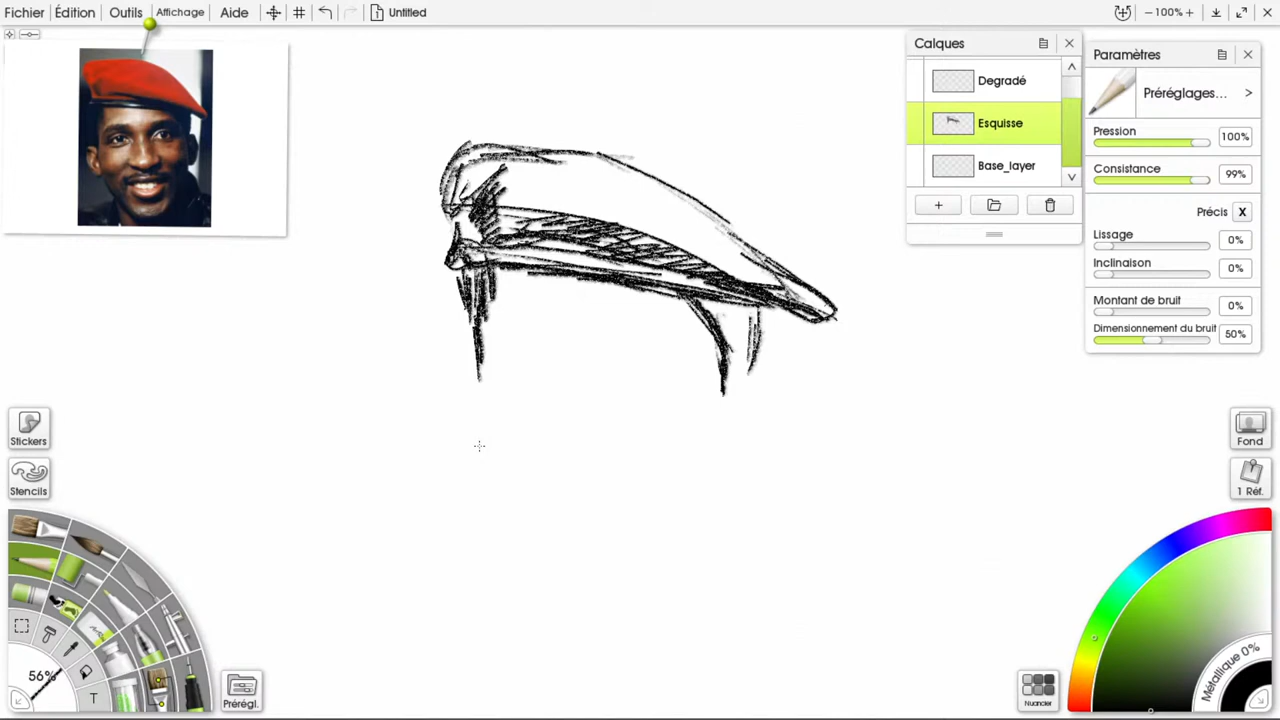 Fichier Édition Outils Affichage Aide Untitled − 100% +
Calques
Degradé
Esquisse
Base_layer
Paramètres
Préréglages... >
Pression 100%
Consistance 99%
Précis X
Lissage 0%
Inclinaison 0%
Montant de bruit 0%
Dimensionnement du bruit 50%
Stickers
Stencils
Fond
1 Réf.
56%
T
Prérégl.
Nuancier
Métallique 0%